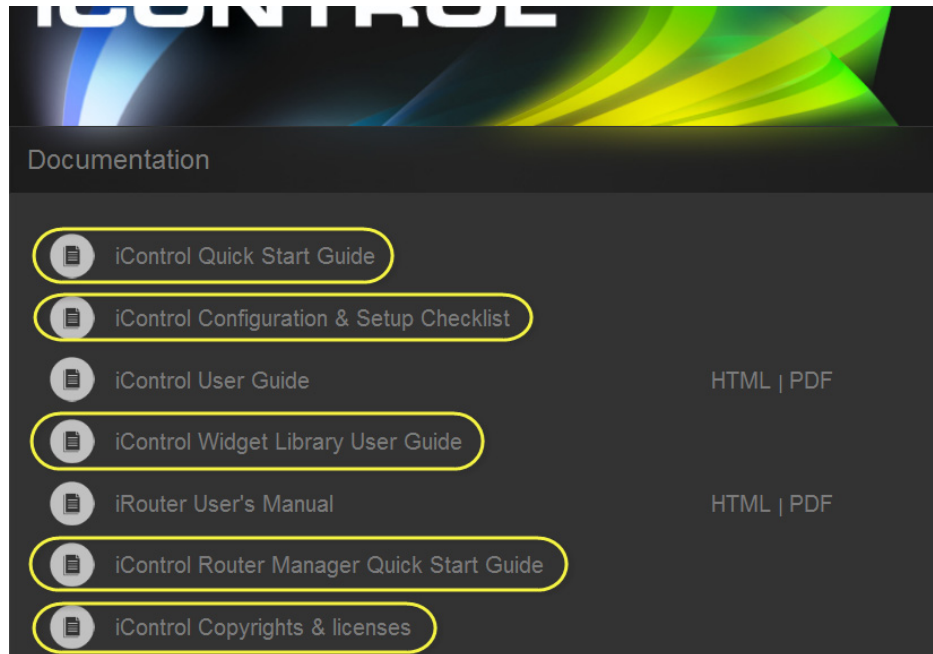 iCONTROL
Documentation
iControl Quick Start Guide
iControl Configuration & Setup Checklist
iControl User Guide HTML | PDF
iControl Widget Library User Guide
iRouter User's Manual HTML | PDF
iControl Router Manager Quick Start Guide
iControl Copyrights & licenses